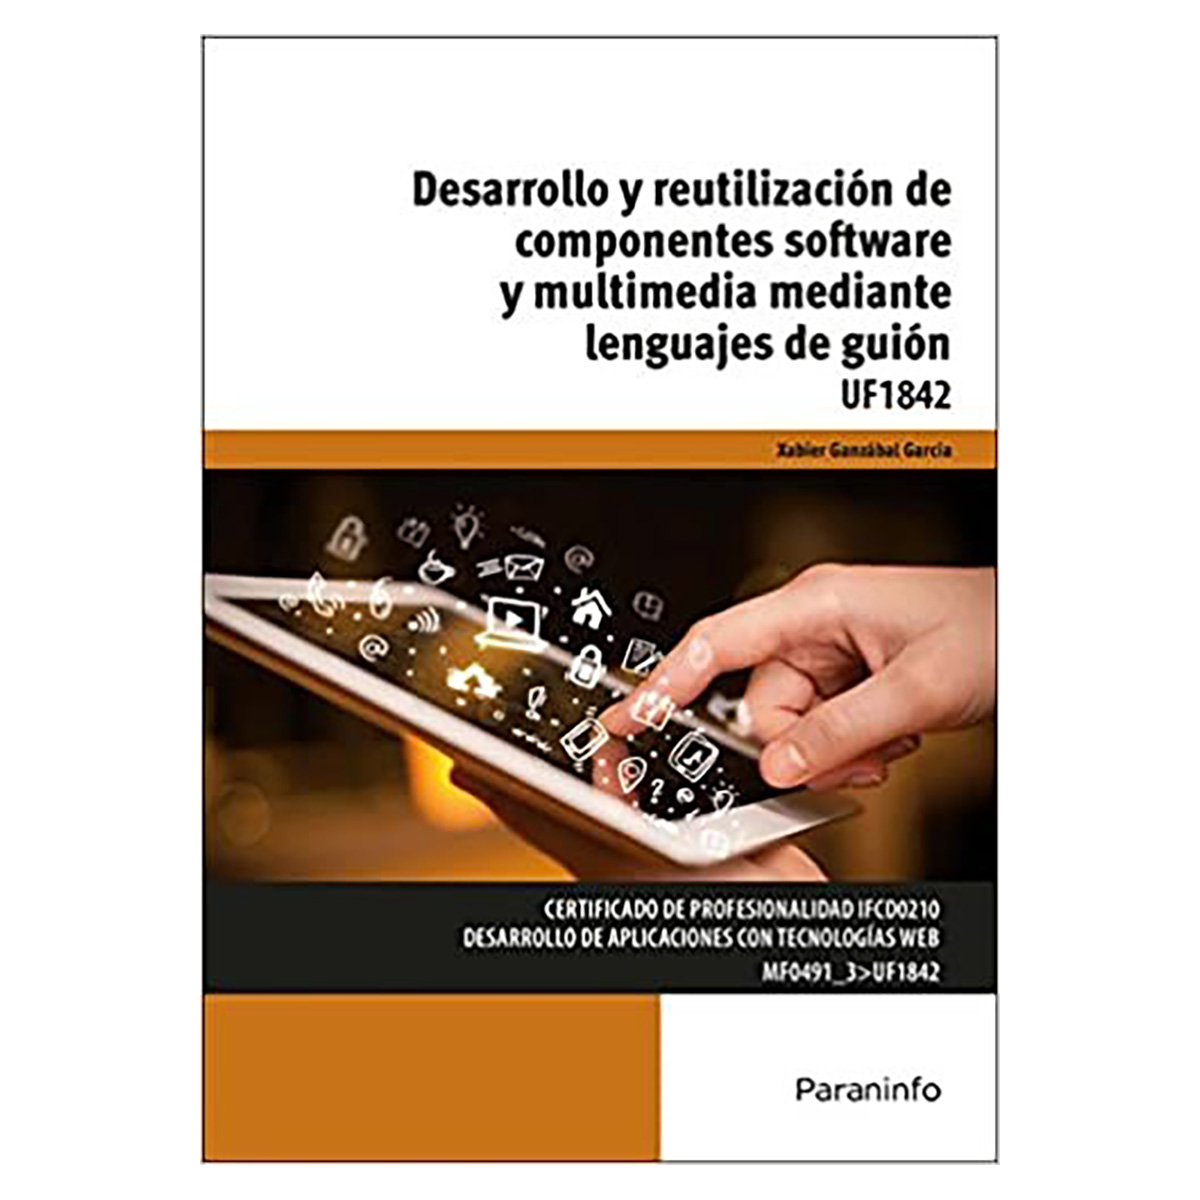 Desarrollo y reutilización de
componentes software
y multimedia mediante
lenguajes de guión
UF1842
Xabier Ganzábal García
CERTIFICADO DE PROFESIONALIDAD IFCD0210
DESARROLLO DE APLICACIONES CON TECNOLOGÍAS WEB
MF0491_3>UF1842
Paraninfo